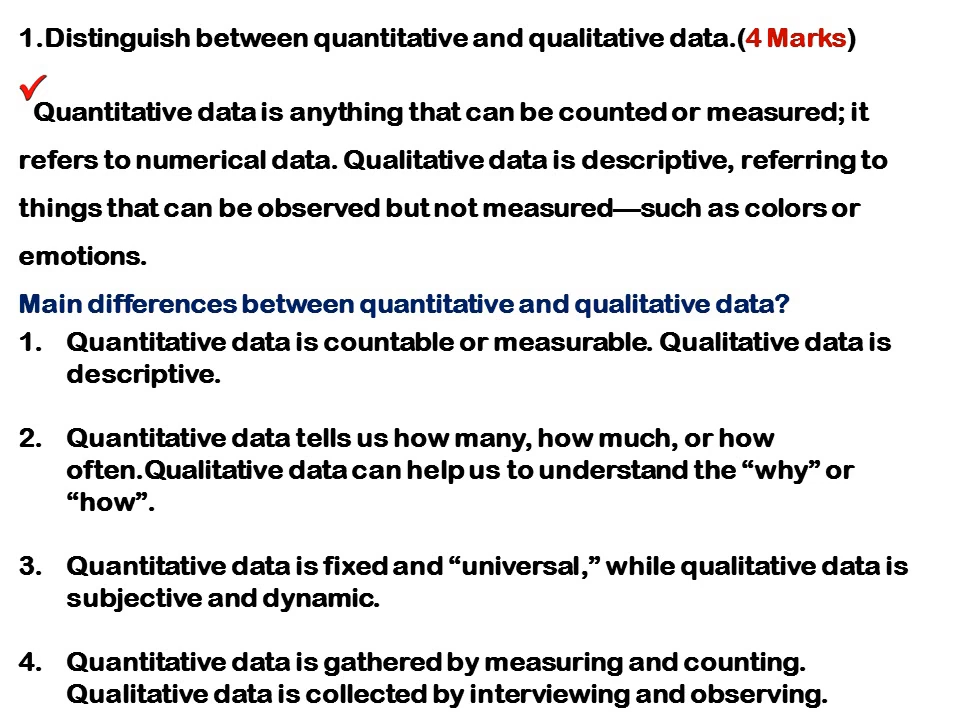 1.Distinguish between quantitative and qualitative data.(4 Marks)
✓
Quantitative data is anything that can be counted or measured; it
refers to numerical data. Qualitative data is descriptive, referring to
things that can be observed but not measured—such as colors or
emotions.
Main differences between quantitative and qualitative data?
1. Quantitative data is countable or measurable. Qualitative data is
descriptive.
2. Quantitative data tells us how many, how much, or how
often.Qualitative data can help us to understand the “why” or
“how”.
3. Quantitative data is fixed and “universal,” while qualitative data is
subjective and dynamic.
4. Quantitative data is gathered by measuring and counting.
Qualitative data is collected by interviewing and observing.